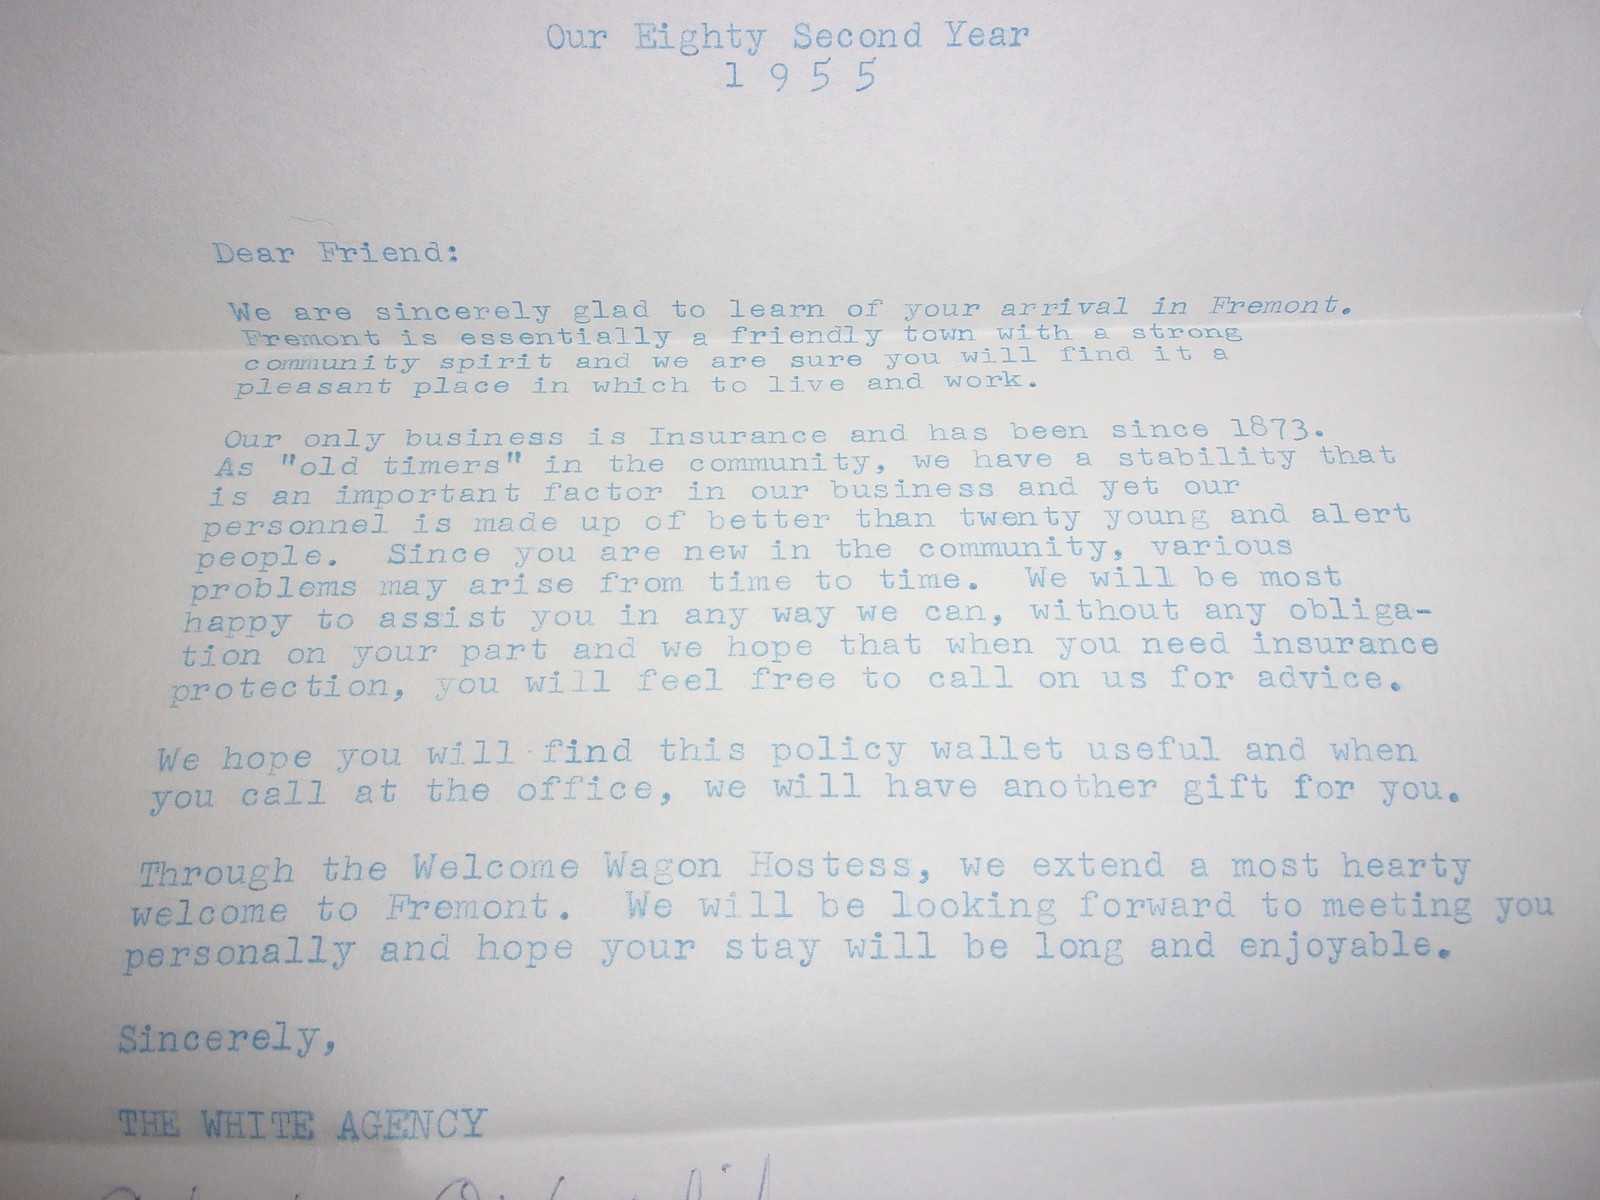 Our Eighty Second Year
1 9 5 5
Dear Friend:
We are sincerely glad to learn of your arrival in Fremont.
Fremont is essentially a friendly town with a strong
community spirit and we are sure you will find it a
pleasant place in which to live and work.
Our only business is Insurance and has been since 1873.
As "old timers" in the community, we have a stability that
is an important factor in our business and yet our
personnel is made up of better than twenty young and alert
people. Since you are new in the community, various
problems may arise from time to time. We will be most
happy to assist you in any way we can, without any obliga-
tion on your part and we hope that when you need insurance
protection, you will feel free to call on us for advice.
We hope you will find this policy wallet useful and when
you call at the office, we will have another gift for you.
Through the Welcome Wagon Hostess, we extend a most hearty
welcome to Fremont. We will be looking forward to meeting you
personally and hope your stay will be long and enjoyable.
Sincerely,
THE WHITE AGENCY